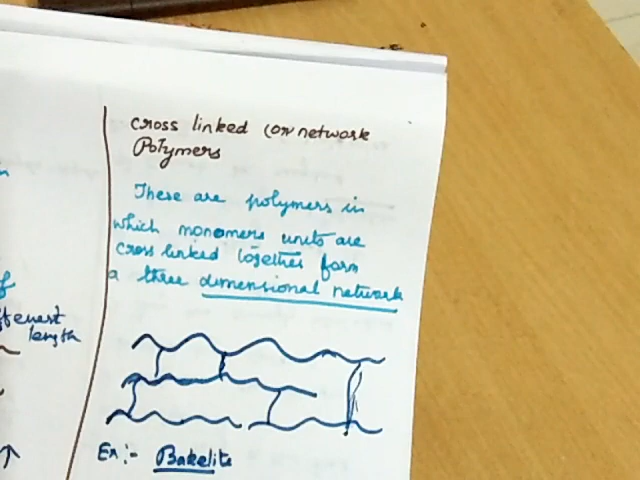 cross linked (or network
Polymers
These are polymers in
which monomers units are
cross linked together form
a three dimensional network
length
Ex:- Bakelite